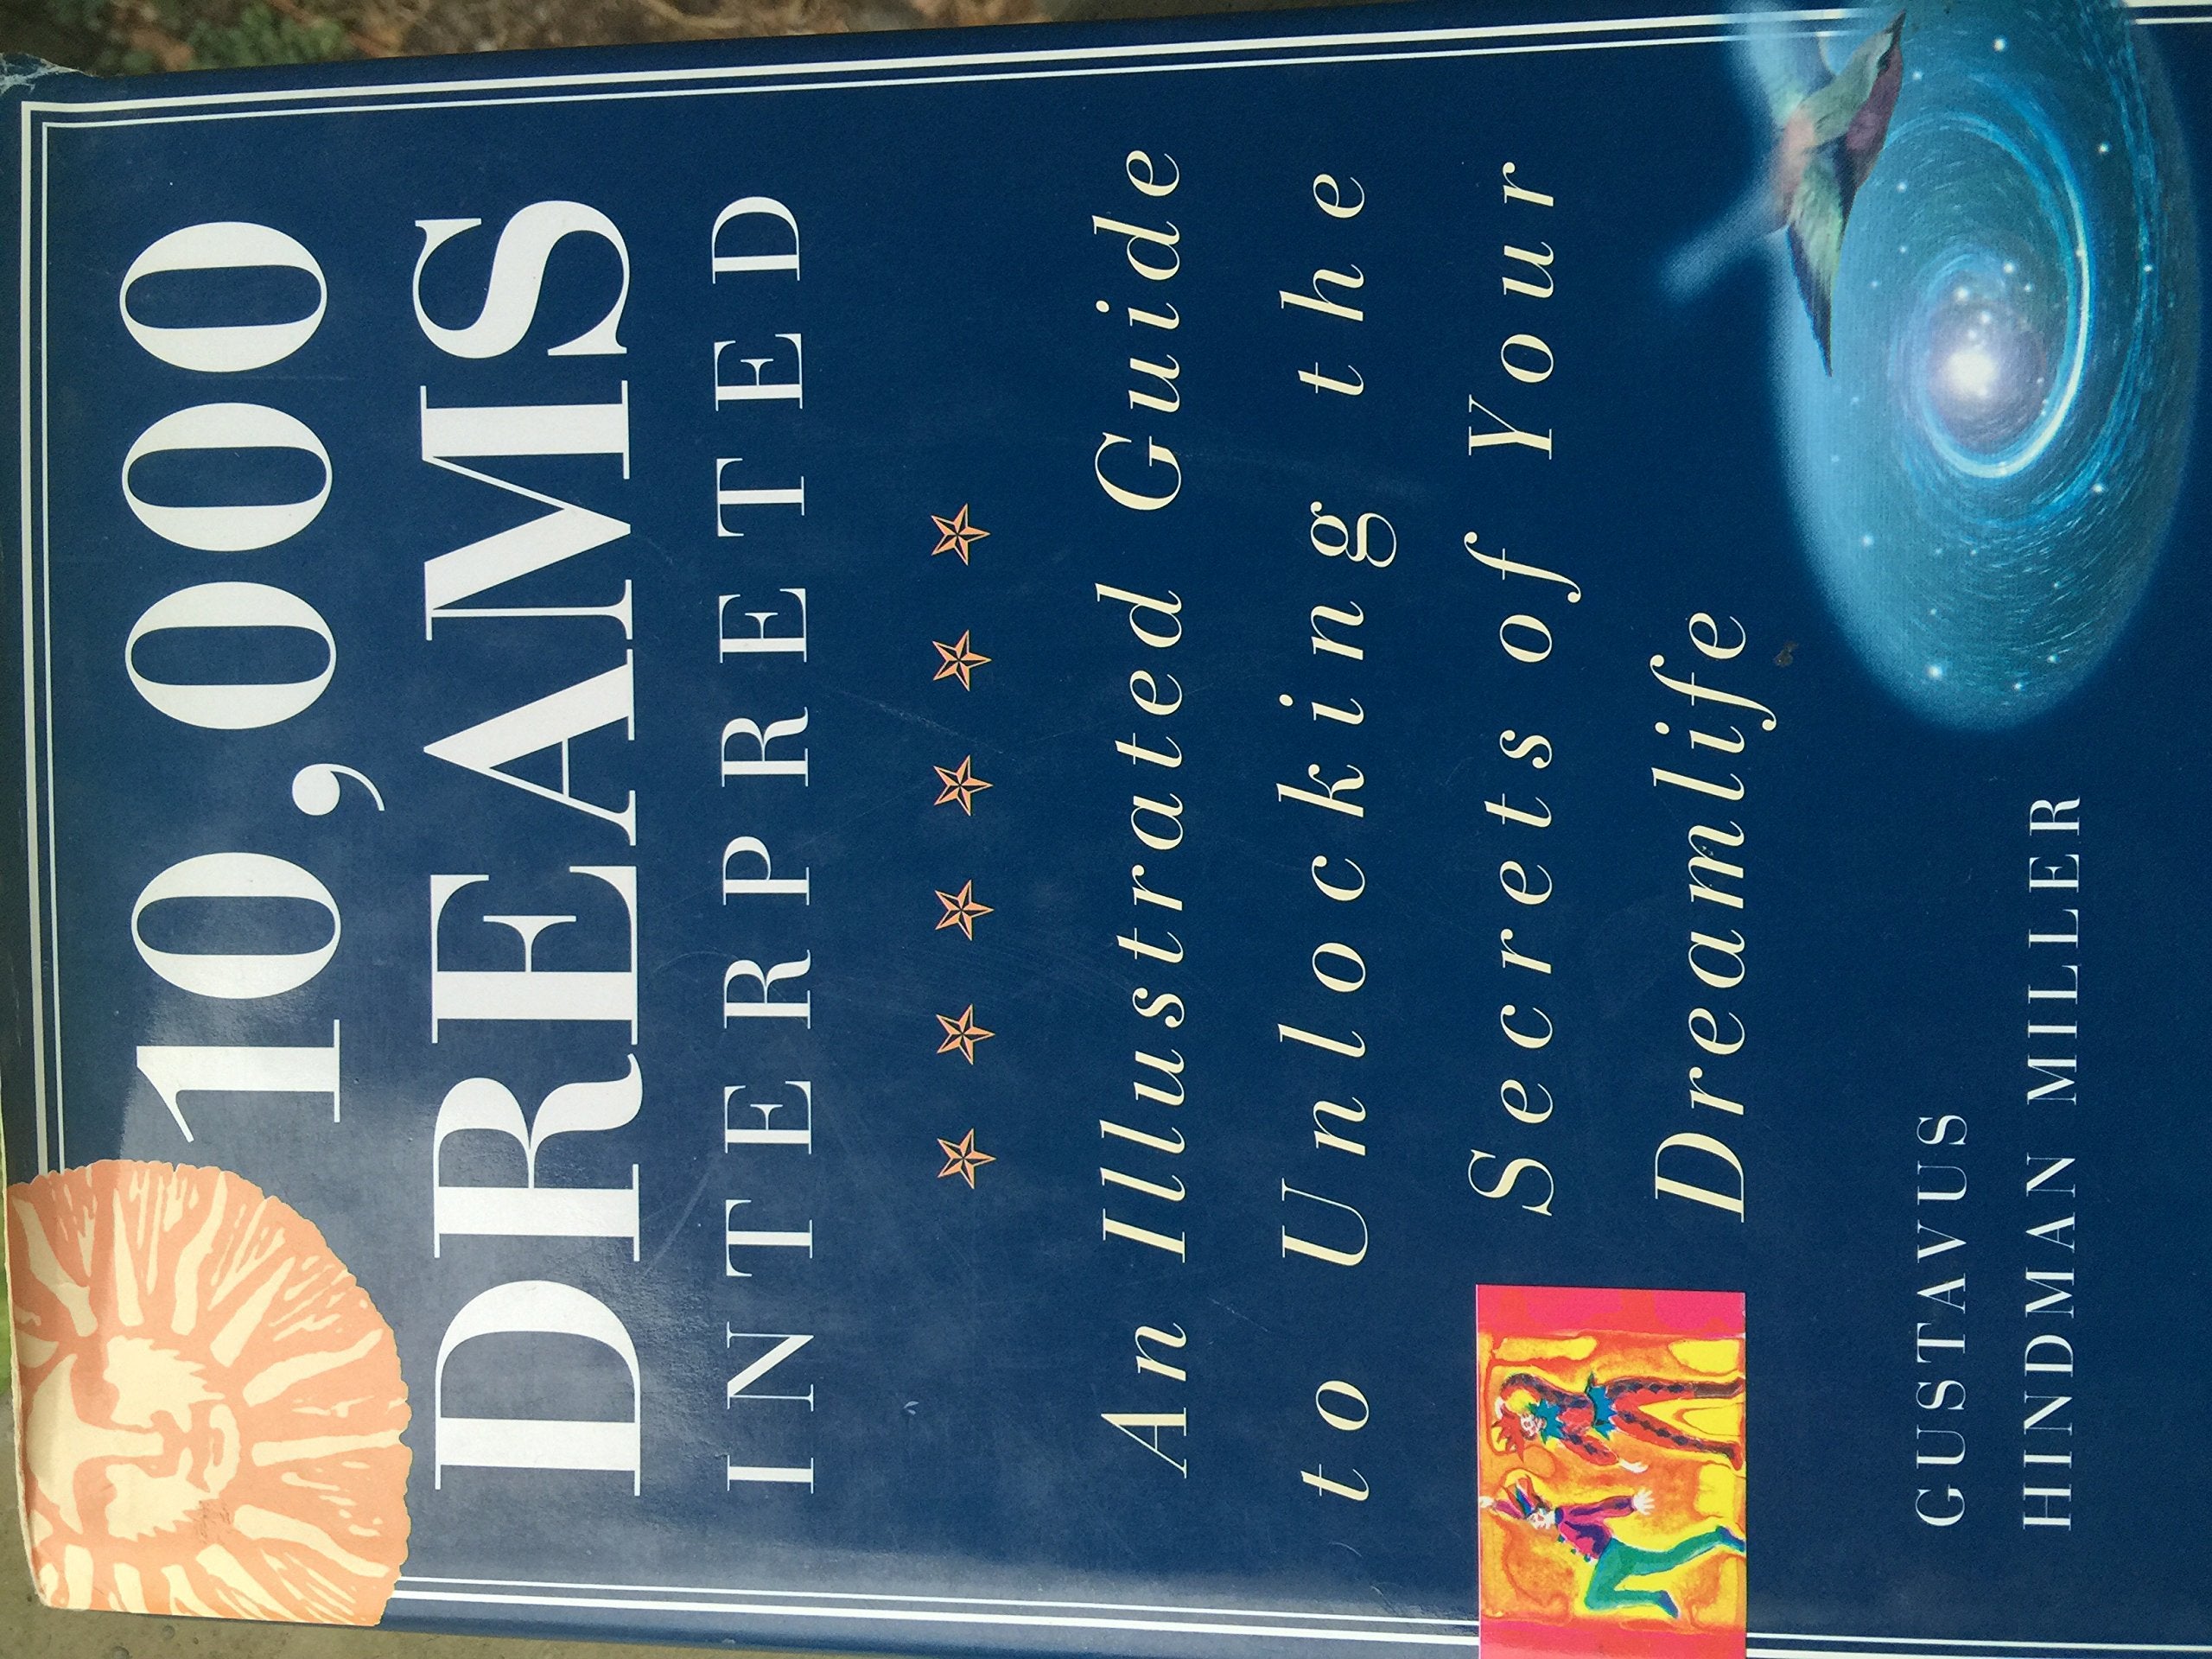 10,000
DREAMS
INTERPRETED
An Illustrated Guide
to Unlocking the
Secrets of Your
Dreamlife
GUSTAVUS
HINDMAN MILLER